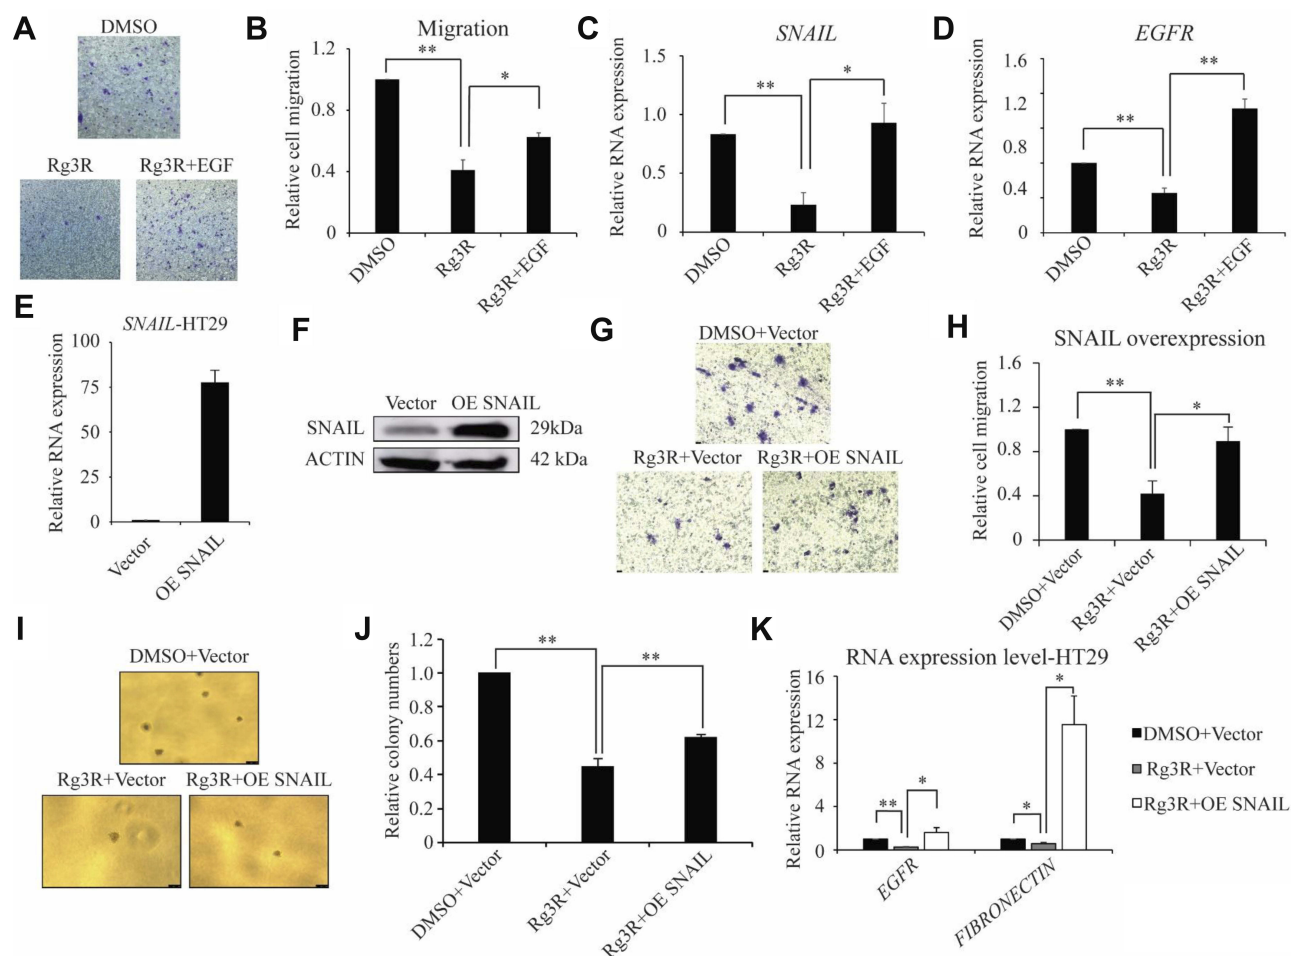 A
DMSO
Rg3R
Rg3R+EGF
B
Migration
Relative cell migration
1.2
0.8
0.4
0
**
*
DMSO
Rg3R
Rg3R+EGF
C
SNAIL
Relative RNA expression
1.5
1.0
0.5
0
**
*
DMSO
Rg3R
Rg3R+EGF
D
EGFR
Relative RNA expression
1.6
1.2
0.8
0.4
0
**
**
DMSO
Rg3R
Rg3R+EGF
E
SNAIL-HT29
Relative RNA expression
100
75
50
25
0
Vector
OE SNAIL
F
Vector OE SNAIL
SNAIL 29kDa
ACTIN 42 kDa
G
DMSO+Vector
Rg3R+Vector
Rg3R+OE SNAIL
H
SNAIL overexpression
Relative cell migration
1.6
1.2
0.8
0.4
0
**
*
DMSO+Vector
Rg3R+Vector
Rg3R+OE SNAIL
I
DMSO+Vector
Rg3R+Vector
Rg3R+OE SNAIL
J
Relative colony numbers
1.2
1.0
0.8
0.6
0.4
0.2
0
**
**
DMSO+Vector
Rg3R+Vector
Rg3R+OE SNAIL
K
RNA expression level-HT29
Relative RNA expression
16
12
8
4
0
**
*
*
*
EGFR
FIBRONECTIN
DMSO+Vector
Rg3R+Vector
Rg3R+OE SNAIL